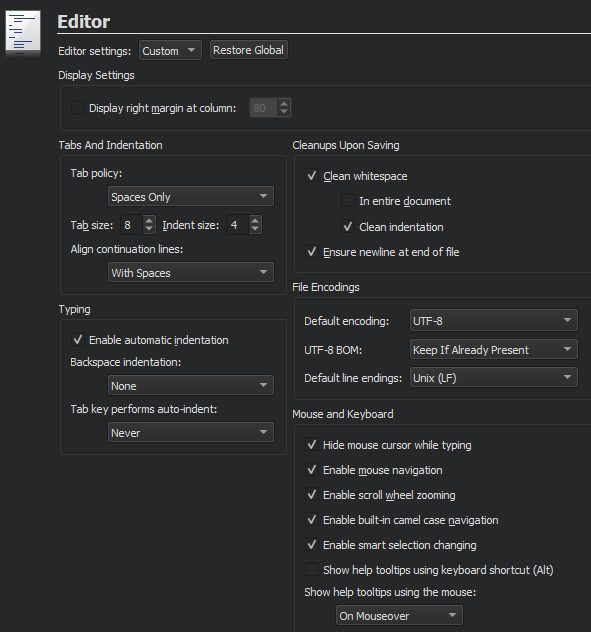 Editor
Editor settings: Custom Restore Global
Display Settings
Display right margin at column: 80
Tabs And Indentation
Tab policy:
Spaces Only
Tab size: 8 Indent size: 4
Align continuation lines:
With Spaces
Typing
Enable automatic indentation
Backspace indentation:
None
Tab key performs auto-indent:
Never
Cleanups Upon Saving
Clean whitespace
In entire document
Clean indentation
Ensure newline at end of file
File Encodings
Default encoding: UTF-8
UTF-8 BOM: Keep If Already Present
Default line endings: Unix (LF)
Mouse and Keyboard
Hide mouse cursor while typing
Enable mouse navigation
Enable scroll wheel zooming
Enable built-in camel case navigation
Enable smart selection changing
Show help tooltips using keyboard shortcut (Alt)
Show help tooltips using the mouse:
On Mouseover